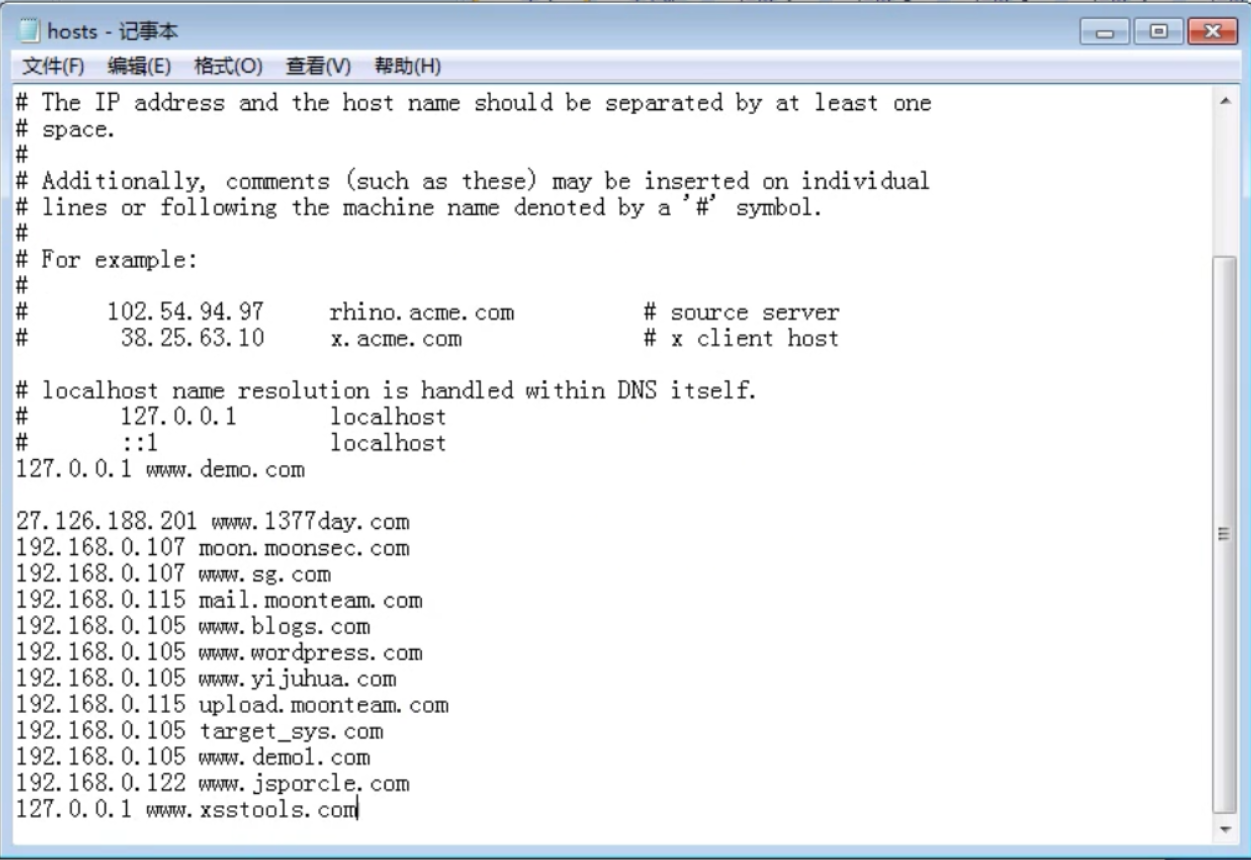 hosts - 记事本
文件(F) 编辑(E) 格式(O) 查看(V) 帮助(H)
# The IP address and the host name should be separated by at least one
# space.
#
# Additionally, comments (such as these) may be inserted on individual
# lines or following the machine name denoted by a '#' symbol.
#
# For example:
#
#      102.54.94.97     rhino.acme.com          # source server
#       38.25.63.10     x.acme.com              # x client host
# localhost name resolution is handled within DNS itself.
#       127.0.0.1       localhost
#       ::1             localhost
127.0.0.1 www.demo.com
27.126.188.201 www.1377day.com
192.168.0.107 moon.moonsec.com
192.168.0.107 www.sg.com
192.168.0.115 mail.moonteam.com
192.168.0.105 www.blogs.com
192.168.0.105 www.wordpress.com
192.168.0.105 www.yijuhua.com
192.168.0.115 upload.moonteam.com
192.168.0.105 target_sys.com
192.168.0.105 www.demo1.com
192.168.0.122 www.jsporcle.com
127.0.0.1 www.xsstools.com